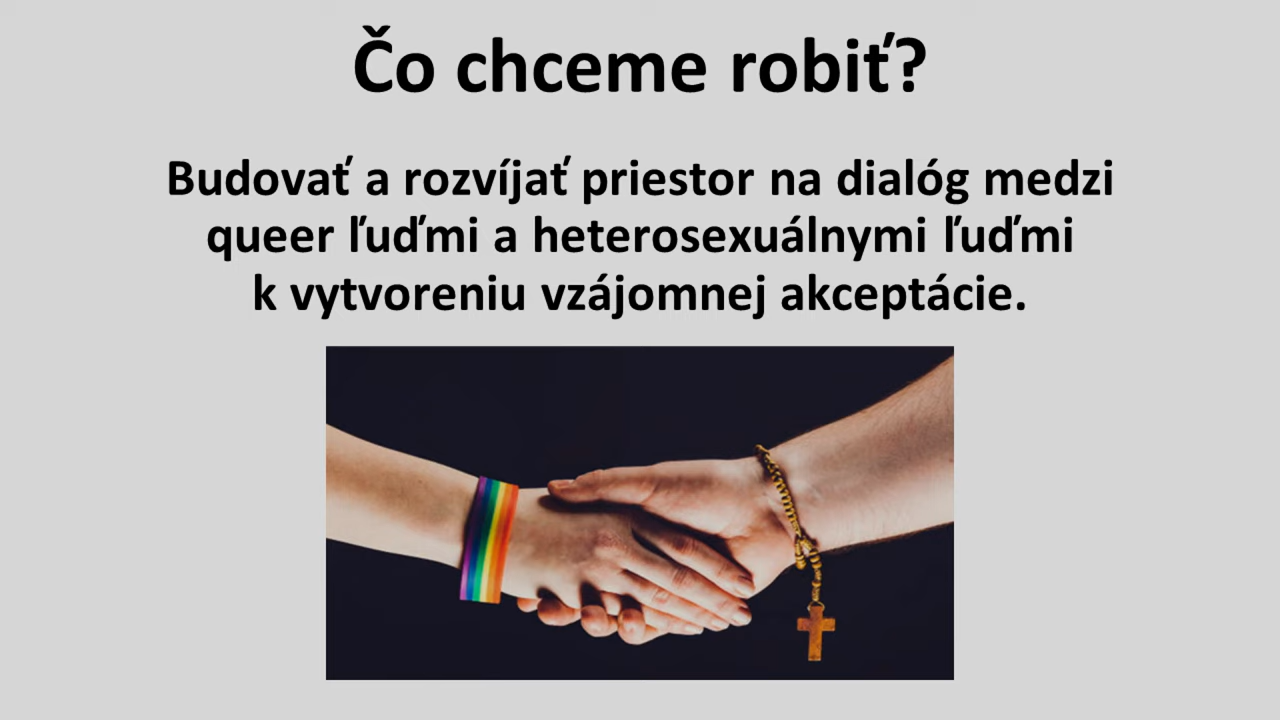 Čo chceme robiť?
Budovať a rozvíjať priestor na dialóg medzi
queer ľuďmi a heterosexuálnymi ľuďmi
k vytvoreniu vzájomnej akceptácie.